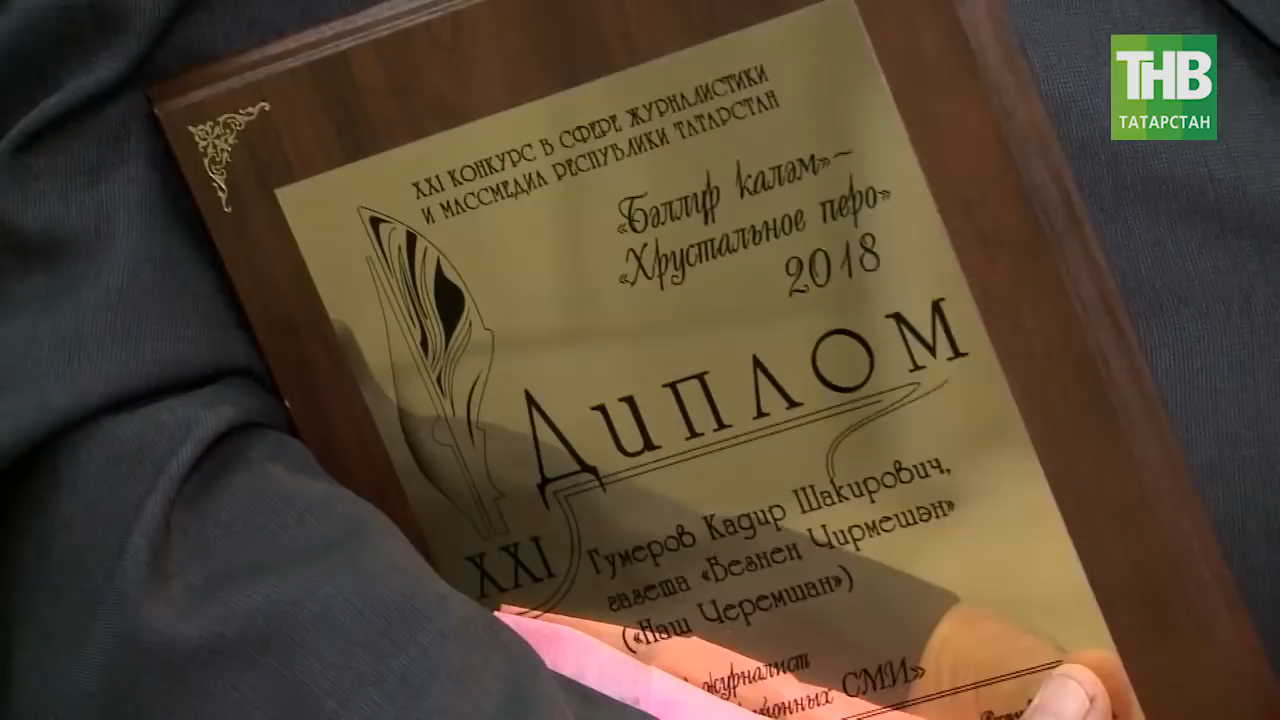 XXI КОНКУРС В СФЕРЕ ЖУРНАЛИСТИКИ
И МАССМЕДИА РЕСПУБЛИКИ ТАТАРСТАН
«Бәллүр каләм»~
«Хрустальное перо»
2018
ДИПЛОМ
XXI
Гумеров Кадир Шакирович,
газета «Безнең Чирмешән»
(«Наш Черемшан»)
журналист
СМИ»
ТНВ
ТАТАРСТАН